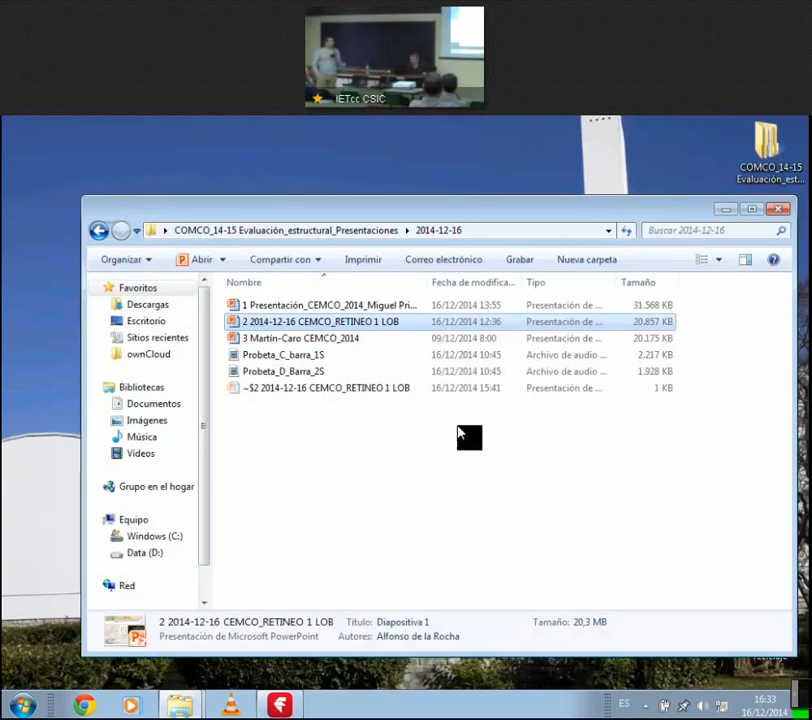 IETcc CSIC
COMCO_14-15
Evaluación_est...
COMCO_14-15 Evaluación_estructural_Presentaciones 2014-12-16
Buscar 2014-12-16
Organizar Abrir Compartir con Imprimir Correo electrónico Grabar Nueva carpeta
Nombre Fecha de modifica... Tipo Tamaño
Favoritos
Descargas
Escritorio
Sitios recientes
ownCloud
Bibliotecas
Documentos
Imágenes
Música
Vídeos
Grupo en el hogar
Equipo
Windows (C:)
Data (D:)
Red
1 Presentación_CEMCO_2014_Miguel Pri... 16/12/2014 13:55 Presentación de ... 31.568 KB
2 2014-12-16 CEMCO_RETINEO 1 LOB 16/12/2014 12:36 Presentación de ... 20.857 KB
3 Martín-Caro CEMCO_2014 09/12/2014 8:00 Presentación de ... 20.175 KB
Probeta_C_barra_1S 16/12/2014 10:45 Archivo de audio ... 2.217 KB
Probeta_D_Barra_2S 16/12/2014 10:45 Archivo de audio ... 1.928 KB
~$2 2014-12-16 CEMCO_RETINEO 1 LOB 16/12/2014 15:41 Presentación de ... 1 KB
2 2014-12-16 CEMCO_RETINEO 1 LOB Título: Diapositiva 1 Tamaño: 20,3 MB
Presentación de Microsoft PowerPoint Autores: Alfonso de la Rocha
ES
16:33
16/12/2014